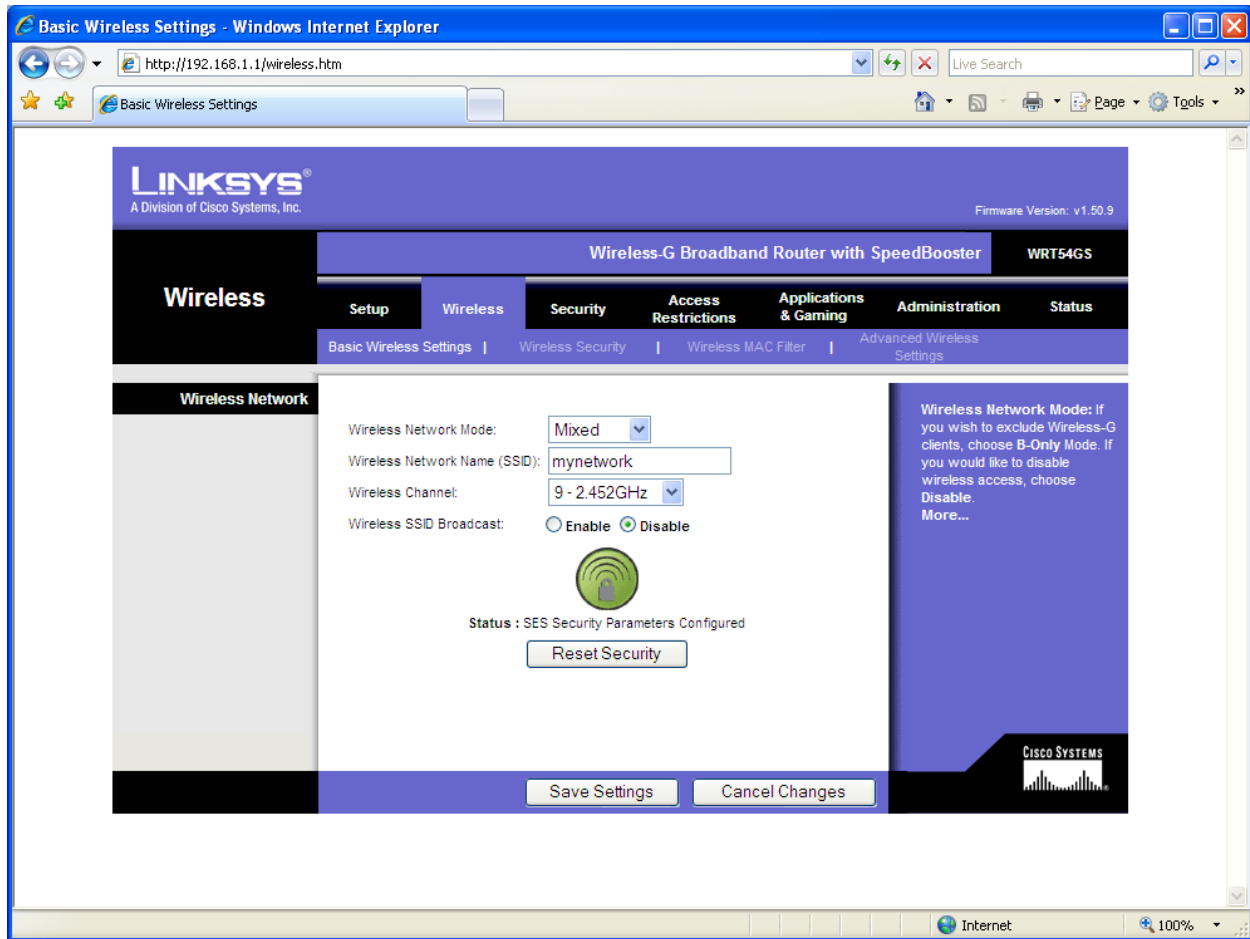 Basic Wireless Settings - Windows Internet Explorer
http://192.168.1.1/wireless.htm
Live Search
Basic Wireless Settings
Page
Tools
»
LINKSYS®
A Division of Cisco Systems, Inc.
Firmware Version: v1.50.9
Wireless-G Broadband Router with SpeedBooster
WRT54GS
Wireless
Setup
Wireless
Security
Access
Restrictions
Applications
& Gaming
Administration
Status
Basic Wireless Settings | Wireless Security | Wireless MAC Filter |
Advanced Wireless
Settings
Wireless Network
Wireless Network Mode: Mixed
Wireless Network Name (SSID): mynetwork
Wireless Channel: 9 - 2.452GHz
Wireless SSID Broadcast: Enable Disable
Status : SES Security Parameters Configured
Reset Security
Wireless Network Mode: If
you wish to exclude Wireless-G
clients, choose B-Only Mode. If
you would like to disable
wireless access, choose
Disable.
More...
CISCO SYSTEMS
Save Settings
Cancel Changes
Internet
100%